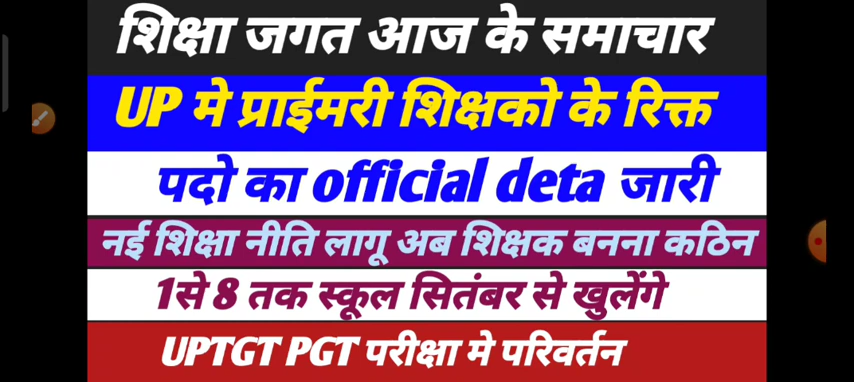 शिक्षा जगत आज के समाचार
UP मे प्राईमरी शिक्षको के रिक्त
पदो का official deta जारी
नई शिक्षा नीति लागू अब शिक्षक बनना कठिन
1से 8 तक स्कूल सितंबर से खुलेंगे
UPTGT PGT परीक्षा मे परिवर्तन